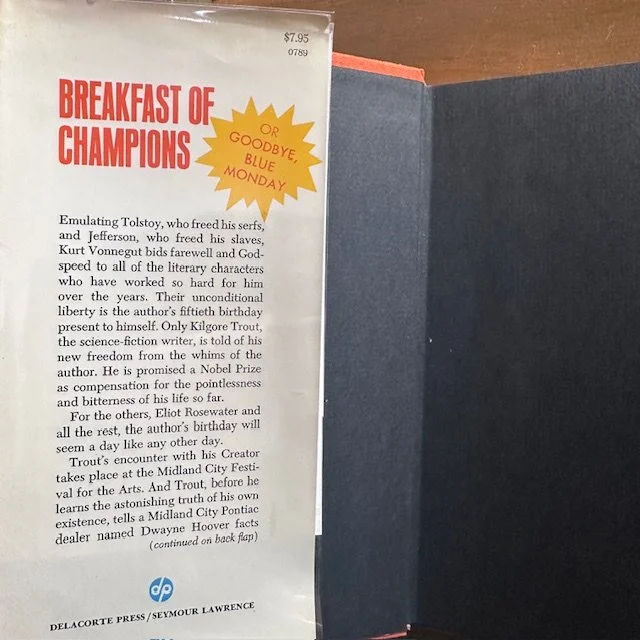 $7.95
0789
BREAKFAST OF
CHAMPIONS
OR
GOODBYE,
BLUE
MONDAY
Emulating Tolstoy, who freed his serfs,
and Jefferson, who freed his slaves,
Kurt Vonnegut bids farewell and God-
speed to all of the literary characters
who have worked so hard for him
over the years. Their unconditional
liberty is the author's fiftieth birthday
present to himself. Only Kilgore Trout,
the science-fiction writer, is told of his
new freedom from the whims of the
author. He is promised a Nobel Prize
as compensation for the pointlessness
and bitterness of his life so far.
For the others, Eliot Rosewater and
all the rest, the author's birthday will
seem a day like any other day.
Trout's encounter with his Creator
takes place at the Midland City Festi-
val for the Arts. And Trout, before he
learns the astonishing truth of his own
existence, tells a Midland City Pontiac
dealer named Dwayne Hoover facts
(continued on back flap)
dp
DELACORTE PRESS/SEYMOUR LAWRENCE